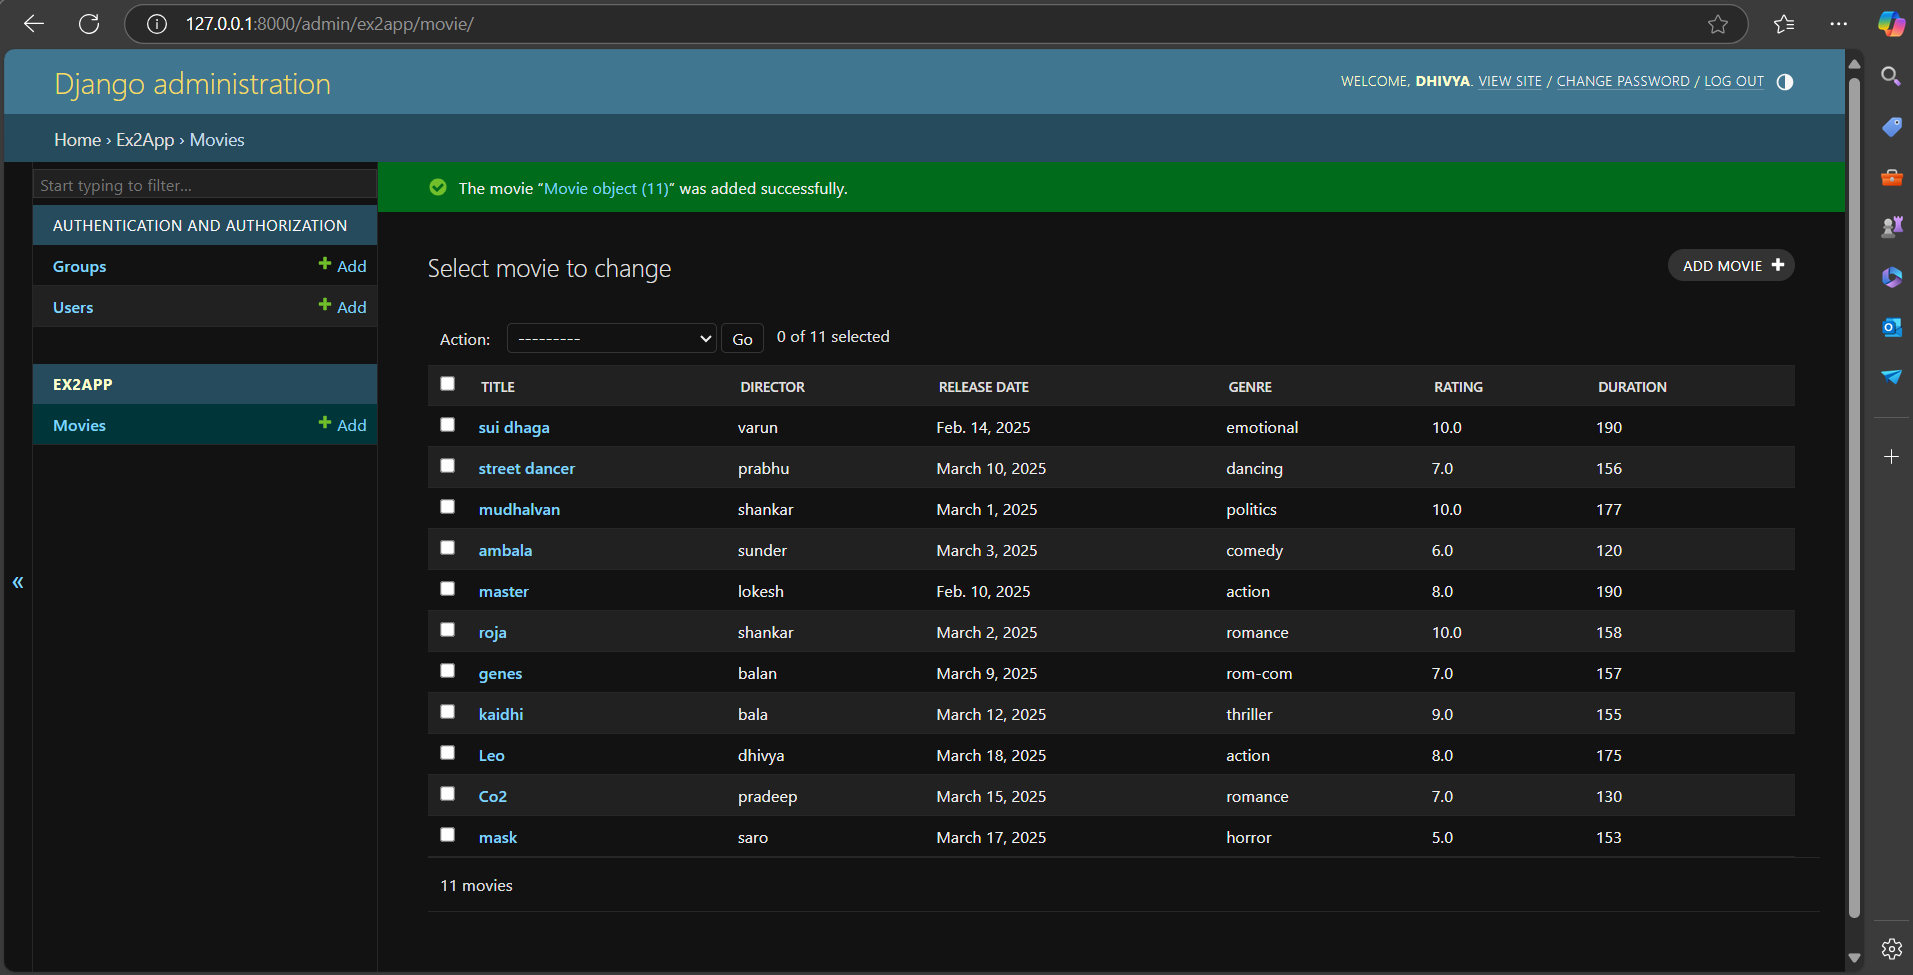 127.0.0.1:8000/admin/ex2app/movie/
Django administration
WELCOME, DHIVYA. VIEW SITE / CHANGE PASSWORD / LOG OUT
Home › Ex2App › Movies
Start typing to filter...
The movie “Movie object (11)” was added successfully.
AUTHENTICATION AND AUTHORIZATION
Groups Add
Users Add
EX2APP
Movies Add
Select movie to change
ADD MOVIE
Action: --------- Go 0 of 11 selected
TITLE DIRECTOR RELEASE DATE GENRE RATING DURATION
sui dhaga varun Feb. 14, 2025 emotional 10.0 190
street dancer prabhu March 10, 2025 dancing 7.0 156
mudhalvan shankar March 1, 2025 politics 10.0 177
ambala sunder March 3, 2025 comedy 6.0 120
master lokesh Feb. 10, 2025 action 8.0 190
roja shankar March 2, 2025 romance 10.0 158
genes balan March 9, 2025 rom-com 7.0 157
kaidhi bala March 12, 2025 thriller 9.0 155
Leo dhivya March 18, 2025 action 8.0 175
Co2 pradeep March 15, 2025 romance 7.0 130
mask saro March 17, 2025 horror 5.0 153
11 movies